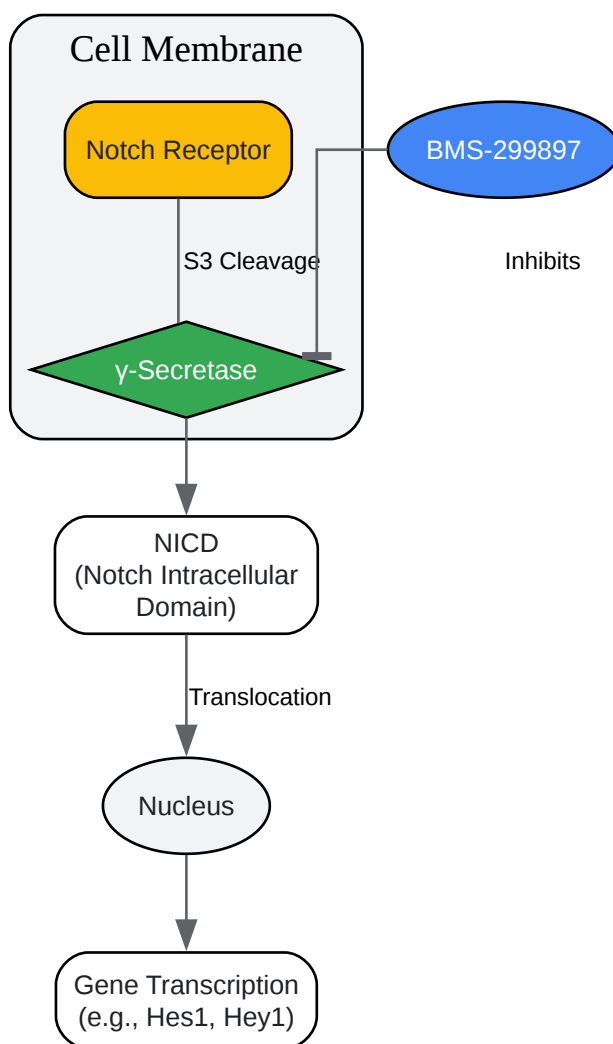 Cell Membrane
Notch Receptor
BMS-299897
S3 Cleavage
Inhibits
γ-Secretase
NICD
(Notch Intracellular
Domain)
Translocation
Nucleus
Gene Transcription
(e.g., Hes1, Hey1)